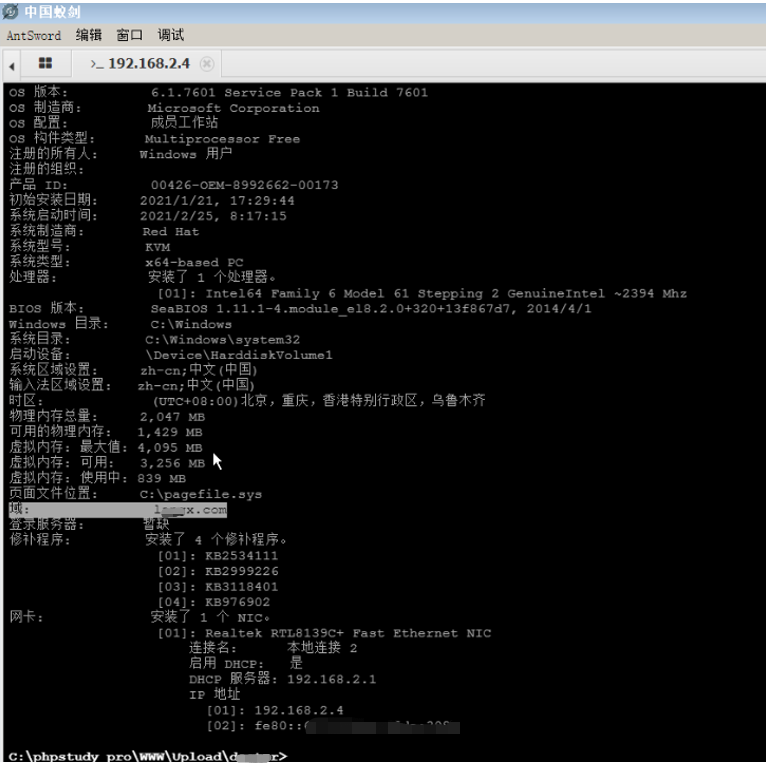 中国蚁剑
AntSword 编辑 窗口 调试
>_ 192.168.2.4
OS 版本: 6.1.7601 Service Pack 1 Build 7601
OS 制造商: Microsoft Corporation
OS 配置: 成员工作站
OS 构件类型: Multiprocessor Free
注册的所有人: Windows 用户
注册的组织:
产品 ID: 00426-OEM-8992662-00173
初始安装日期: 2021/1/21, 17:29:44
系统启动时间: 2021/2/25, 8:17:15
系统制造商: Red Hat
系统型号: KVM
系统类型: x64-based PC
处理器: 安装了 1 个处理器。
[01]: Intel64 Family 6 Model 61 Stepping 2 GenuineIntel ~2394 Mhz
BIOS 版本: SeaBIOS 1.11.1-4.module_el8.2.0+320+13f867d7, 2014/4/1
Windows 目录: C:\Windows
系统目录: C:\Windows\system32
启动设备: \Device\HarddiskVolume1
系统区域设置: zh-cn;中文(中国)
输入法区域设置: zh-cn;中文(中国)
时区: (UTC+08:00)北京，重庆，香港特别行政区，乌鲁木齐
物理内存总量: 2,047 MB
可用的物理内存: 1,429 MB
虚拟内存: 最大值: 4,095 MB
虚拟内存: 可用: 3,256 MB
虚拟内存: 使用中: 839 MB
页面文件位置: C:\pagefile.sys
域: x.com
登录服务器: 暂缺
修补程序: 安装了 4 个修补程序。
[01]: KB2534111
[02]: KB2999226
[03]: KB3118401
[04]: KB976902
网卡: 安装了 1 个 NIC。
[01]: Realtek RTL8139C+ Fast Ethernet NIC
连接名: 本地连接 2
启用 DHCP: 是
DHCP 服务器: 192.168.2.1
IP 地址
[01]: 192.168.2.4
[02]: fe80::
C:\phpstudy_pro\WWW\Upload\d r>